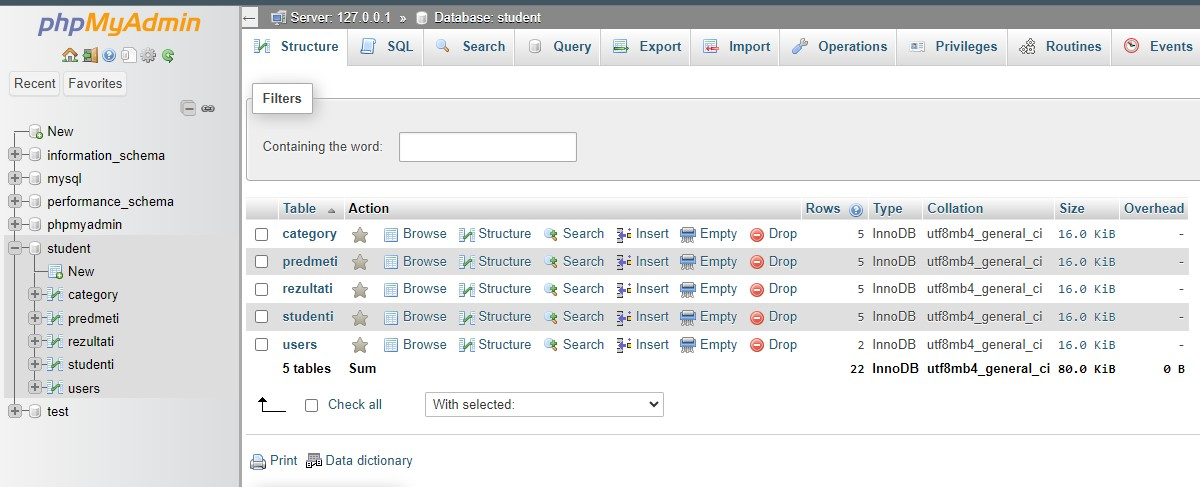 phpMyAdmin
Recent Favorites
New
information_schema
mysql
performance_schema
phpmyadmin
student
New
category
predmeti
rezultati
studenti
users
test
Server: 127.0.0.1 » Database: student
Structure SQL Search Query Export Import Operations Privileges Routines Events
Filters
Containing the word:
Table Action Rows Type Collation Size Overhead
category Browse Structure Search Insert Empty Drop 5 InnoDB utf8mb4_general_ci 16.0 KiB -
predmeti Browse Structure Search Insert Empty Drop 5 InnoDB utf8mb4_general_ci 16.0 KiB -
rezultati Browse Structure Search Insert Empty Drop 5 InnoDB utf8mb4_general_ci 16.0 KiB -
studenti Browse Structure Search Insert Empty Drop 5 InnoDB utf8mb4_general_ci 16.0 KiB -
users Browse Structure Search Insert Empty Drop 2 InnoDB utf8mb4_general_ci 16.0 KiB -
5 tables Sum 22 InnoDB utf8mb4_general_ci 80.0 KiB 0 B
Check all With selected:
Print Data dictionary